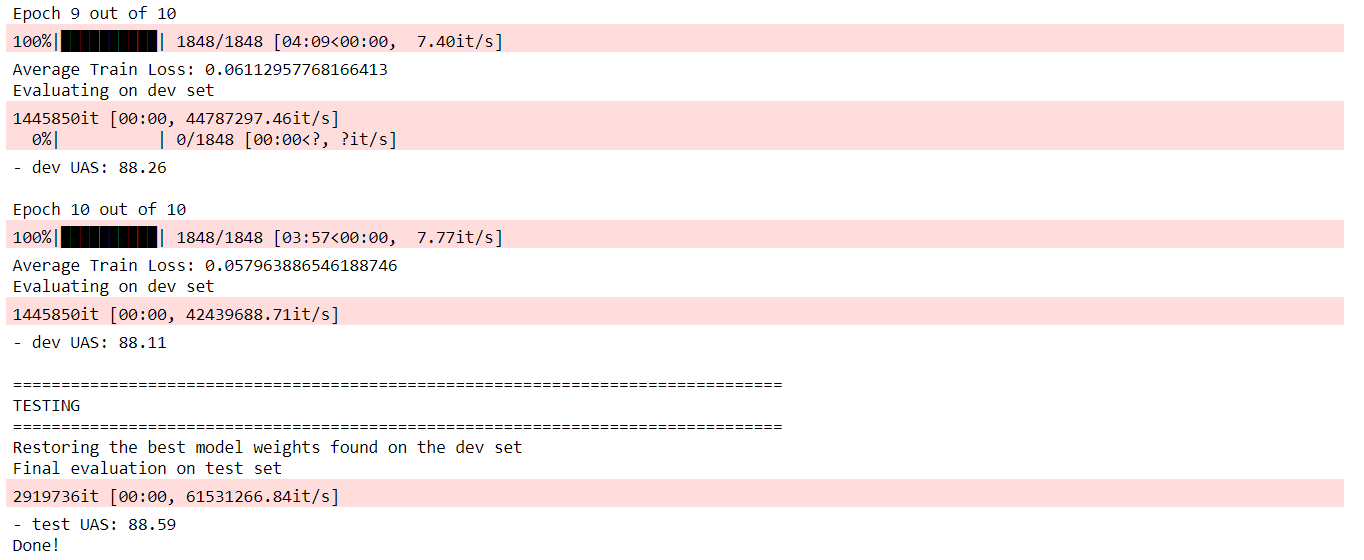 Epoch 9 out of 10
100%|██████████| 1848/1848 [04:09<00:00,  7.40it/s]
Average Train Loss: 0.06112957768166413
Evaluating on dev set
1445850it [00:00, 44787297.46it/s]
  0%|          | 0/1848 [00:00<?, ?it/s]
- dev UAS: 88.26
Epoch 10 out of 10
100%|██████████| 1848/1848 [03:57<00:00,  7.77it/s]
Average Train Loss: 0.057963886546188746
Evaluating on dev set
1445850it [00:00, 42439688.71it/s]
- dev UAS: 88.11
================================================================================
TESTING
================================================================================
Restoring the best model weights found on the dev set
Final evaluation on test set
2919736it [00:00, 61531266.84it/s]
- test UAS: 88.59
Done!